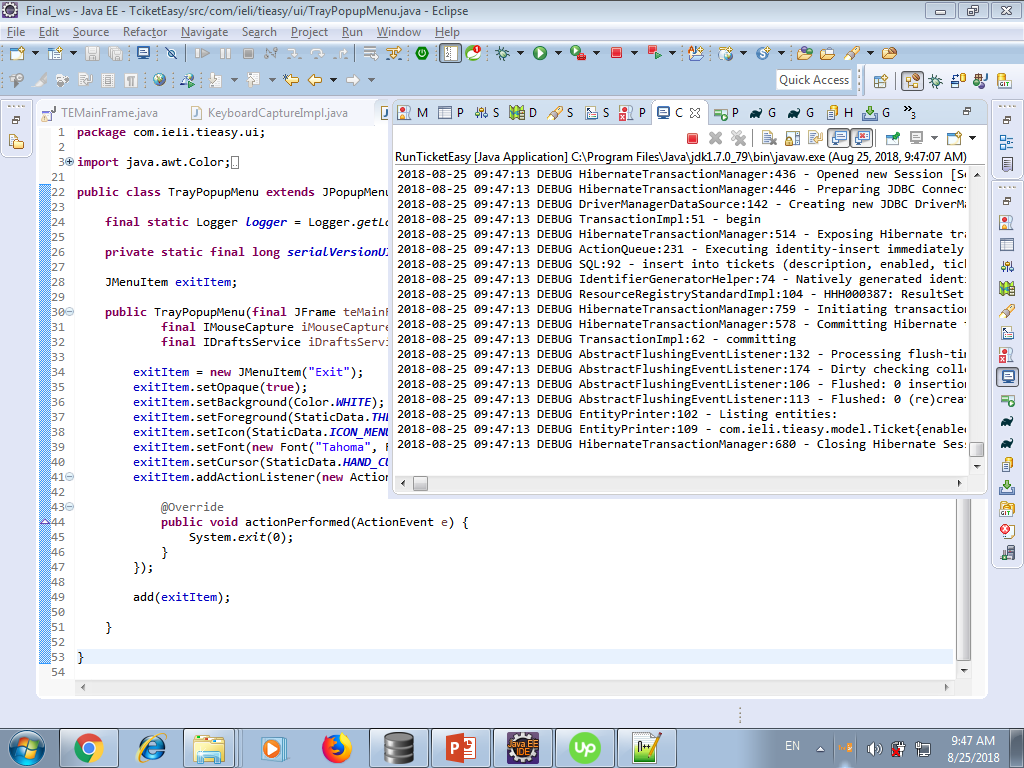 Final_ws - Java EE - TciketEasy/src/com/ieli/tieasy/ui/TrayPopupMenu.java - Eclipse
File Edit Source Refactor Navigate Search Project Run Window Help
Quick Access
TEMainFrame.java KeyboardCaptureImpl.java
M P S D S S P C P G G H G »3
1 package com.ieli.tieasy.ui;
2
3 import java.awt.Color;
21
22 public class TrayPopupMenu extends JPopupMenu
23
24 final static Logger logger = Logger.getLo
25
26 private static final long serialVersionUI
27
28 JMenuItem exitItem;
29
30 public TrayPopupMenu(final JFrame teMainF
31 final IMouseCapture iMouseCapture
32 final IDraftsService iDraftsServi
33
34 exitItem = new JMenuItem("Exit");
35 exitItem.setOpaque(true);
36 exitItem.setBackground(Color.WHITE);
37 exitItem.setForeground(StaticData.THE
38 exitItem.setIcon(StaticData.ICON_MENU
39 exitItem.setFont(new Font("Tahoma", F
40 exitItem.setCursor(StaticData.HAND_CU
41 exitItem.addActionListener(new Action
42
43 @Override
44 public void actionPerformed(ActionEvent e) {
45 System.exit(0);
46 }
47 });
48
49 add(exitItem);
50
51 }
52
53 }
54
RunTicketEasy [Java Application] C:\Program Files\Java\jdk1.7.0_79\bin\javaw.exe (Aug 25, 2018, 9:47:07 AM)
2018-08-25 09:47:13 DEBUG HibernateTransactionManager:436 - Opened new Session [Se
2018-08-25 09:47:13 DEBUG HibernateTransactionManager:446 - Preparing JDBC Connect
2018-08-25 09:47:13 DEBUG DriverManagerDataSource:142 - Creating new JDBC DriverMa
2018-08-25 09:47:13 DEBUG TransactionImpl:51 - begin
2018-08-25 09:47:13 DEBUG HibernateTransactionManager:514 - Exposing Hibernate tra
2018-08-25 09:47:13 DEBUG ActionQueue:231 - Executing identity-insert immediately
2018-08-25 09:47:13 DEBUG SQL:92 - insert into tickets (description, enabled, tick
2018-08-25 09:47:13 DEBUG IdentifierGeneratorHelper:74 - Natively generated identi
2018-08-25 09:47:13 DEBUG ResourceRegistryStandardImpl:104 - HHH000387: ResultSet
2018-08-25 09:47:13 DEBUG HibernateTransactionManager:759 - Initiating transaction
2018-08-25 09:47:13 DEBUG HibernateTransactionManager:578 - Committing Hibernate t
2018-08-25 09:47:13 DEBUG TransactionImpl:62 - committing
2018-08-25 09:47:13 DEBUG AbstractFlushingEventListener:132 - Processing flush-tim
2018-08-25 09:47:13 DEBUG AbstractFlushingEventListener:174 - Dirty checking colle
2018-08-25 09:47:13 DEBUG AbstractFlushingEventListener:106 - Flushed: 0 insertion
2018-08-25 09:47:13 DEBUG AbstractFlushingEventListener:113 - Flushed: 0 (re)creat
2018-08-25 09:47:13 DEBUG EntityPrinter:102 - Listing entities:
2018-08-25 09:47:13 DEBUG EntityPrinter:109 - com.ieli.tieasy.model.Ticket{enabled
2018-08-25 09:47:13 DEBUG HibernateTransactionManager:680 - Closing Hibernate Sess
Java EE
IDE
up
EN
9:47 AM
8/25/2018